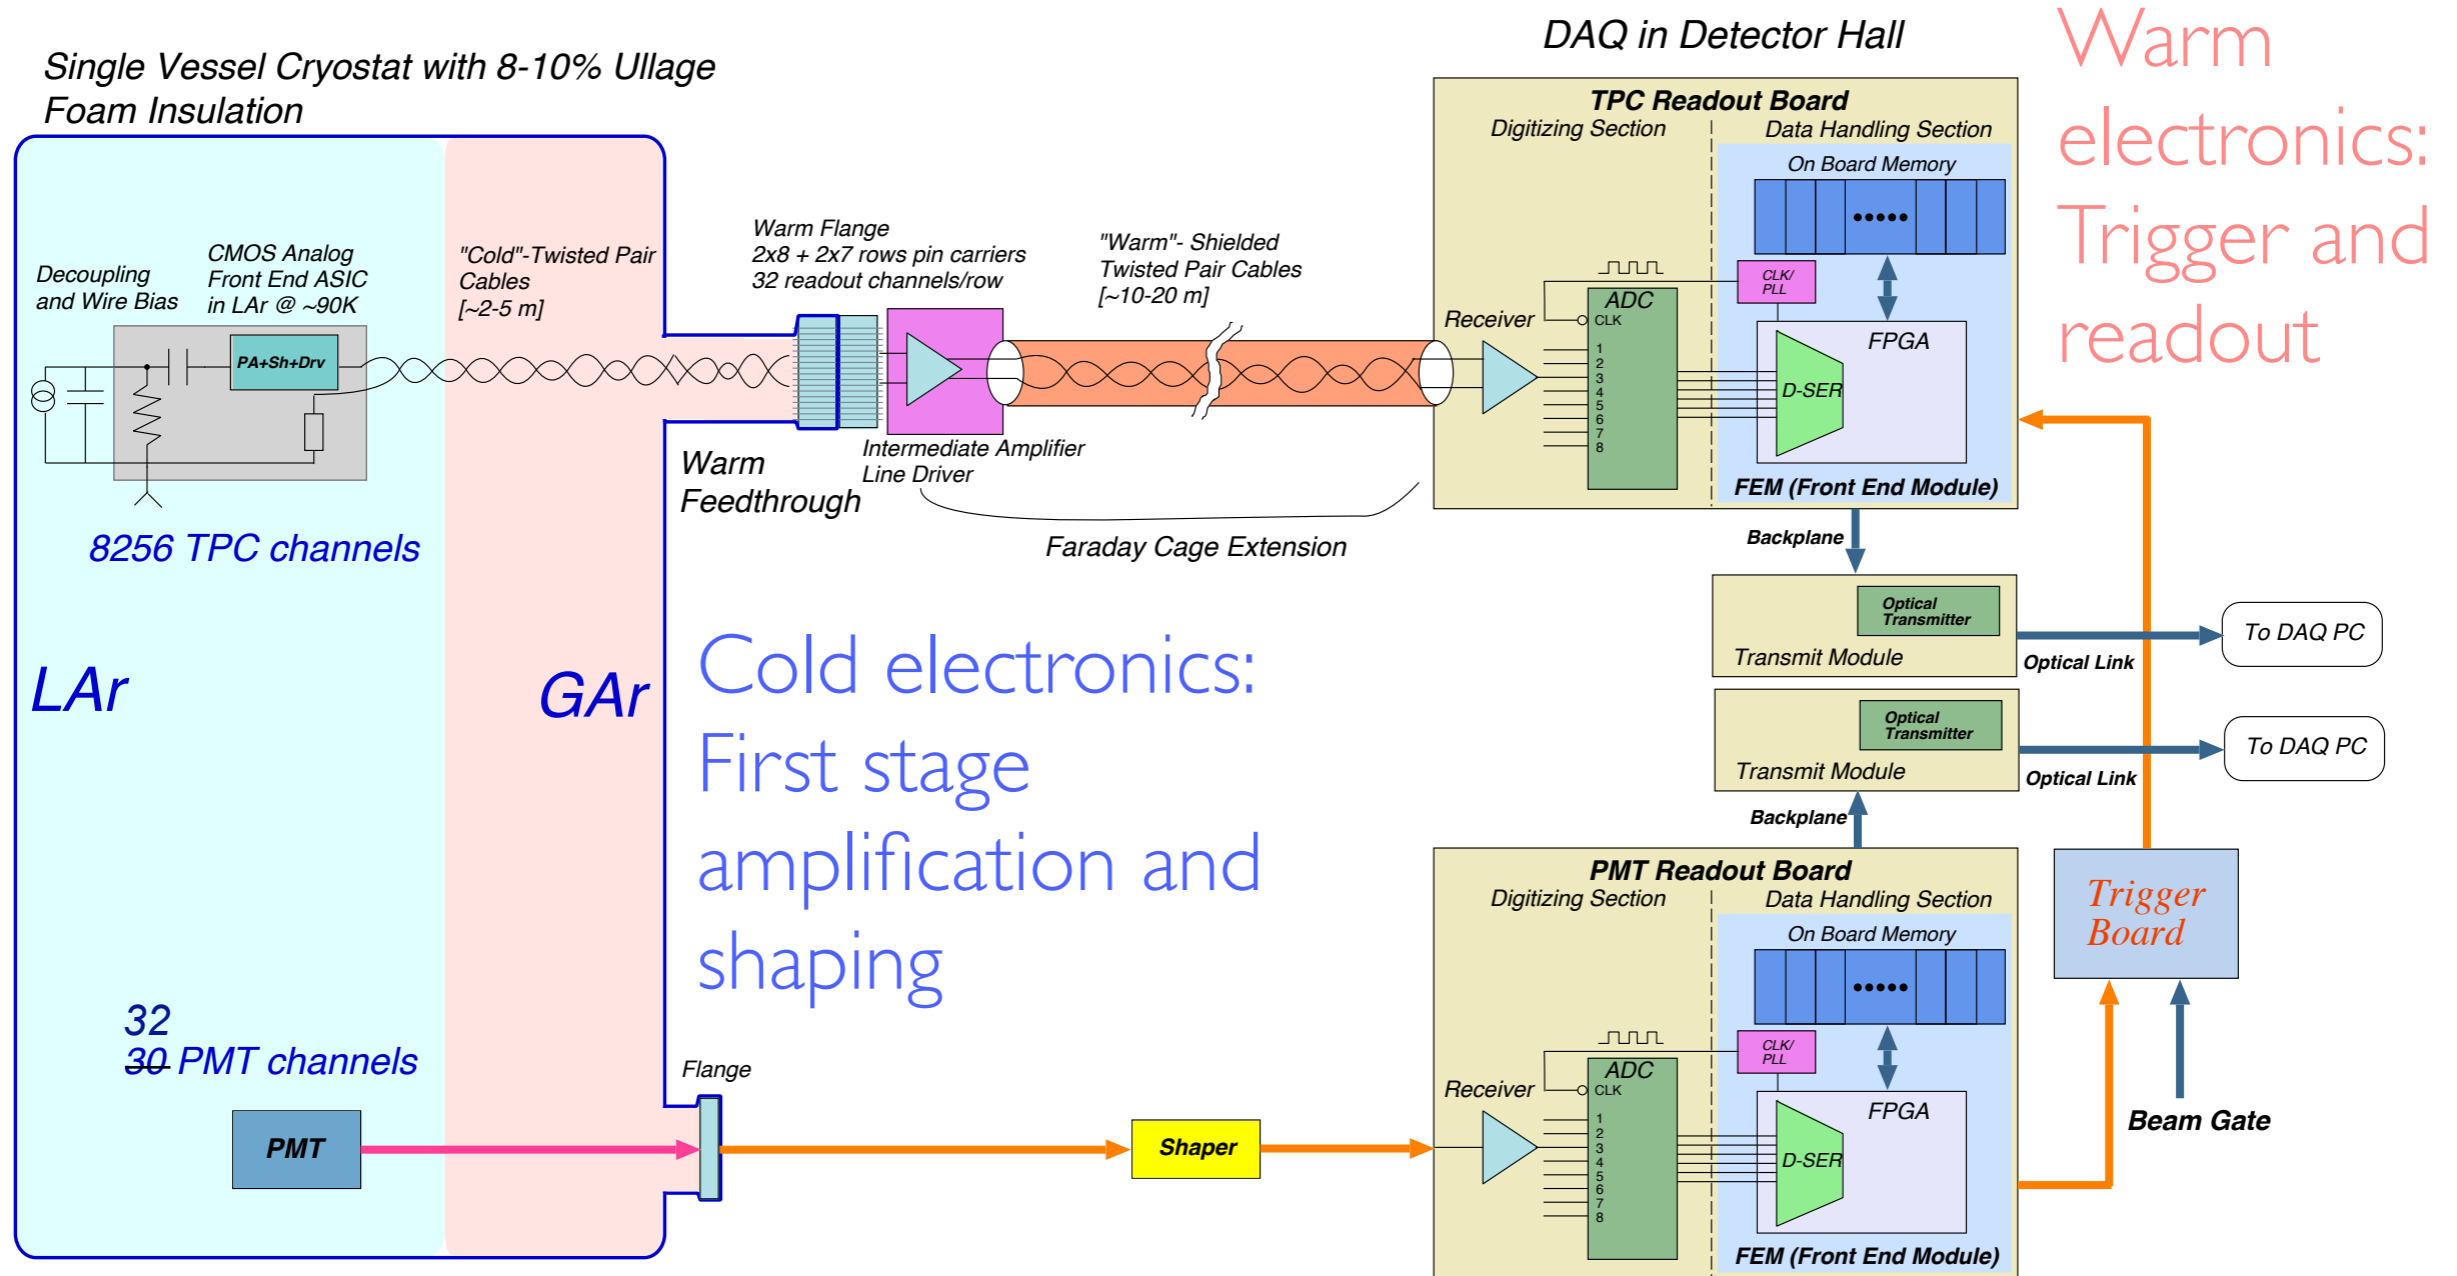 Single Vessel Cryostat with 8-10% Ullage
Foam Insulation
DAQ in Detector Hall
Warm
electronics:
Trigger and
readout
TPC Readout Board
Digitizing Section
Data Handling Section
On Board Memory
Decoupling
and Wire Bias
CMOS Analog
Front End ASIC
in LAr @ ~90K
"Cold"-Twisted Pair
Cables
[~2-5 m]
Warm Flange
2x8 + 2x7 rows pin carriers
32 readout channels/row
"Warm"- Shielded
Twisted Pair Cables
[~10-20 m]
PA+Sh+Drv
Receiver
ADC
CLK
1
2
3
4
5
6
7
8
CLK/
PLL
FPGA
D-SER
FEM (Front End Module)
Intermediate Amplifier
Line Driver
Warm
Feedthrough
Faraday Cage Extension
8256 TPC channels
Backplane
Optical
Transmitter
Transmit Module
Optical Link
To DAQ PC
LAr
GAr
Cold electronics:
First stage
amplification and
shaping
Optical
Transmitter
Transmit Module
Optical Link
To DAQ PC
Backplane
PMT Readout Board
Digitizing Section
Data Handling Section
On Board Memory
Trigger
Board
32
30 PMT channels
Flange
PMT
Shaper
Receiver
ADC
CLK
1
2
3
4
5
6
7
8
CLK/
PLL
FPGA
D-SER
FEM (Front End Module)
Beam Gate